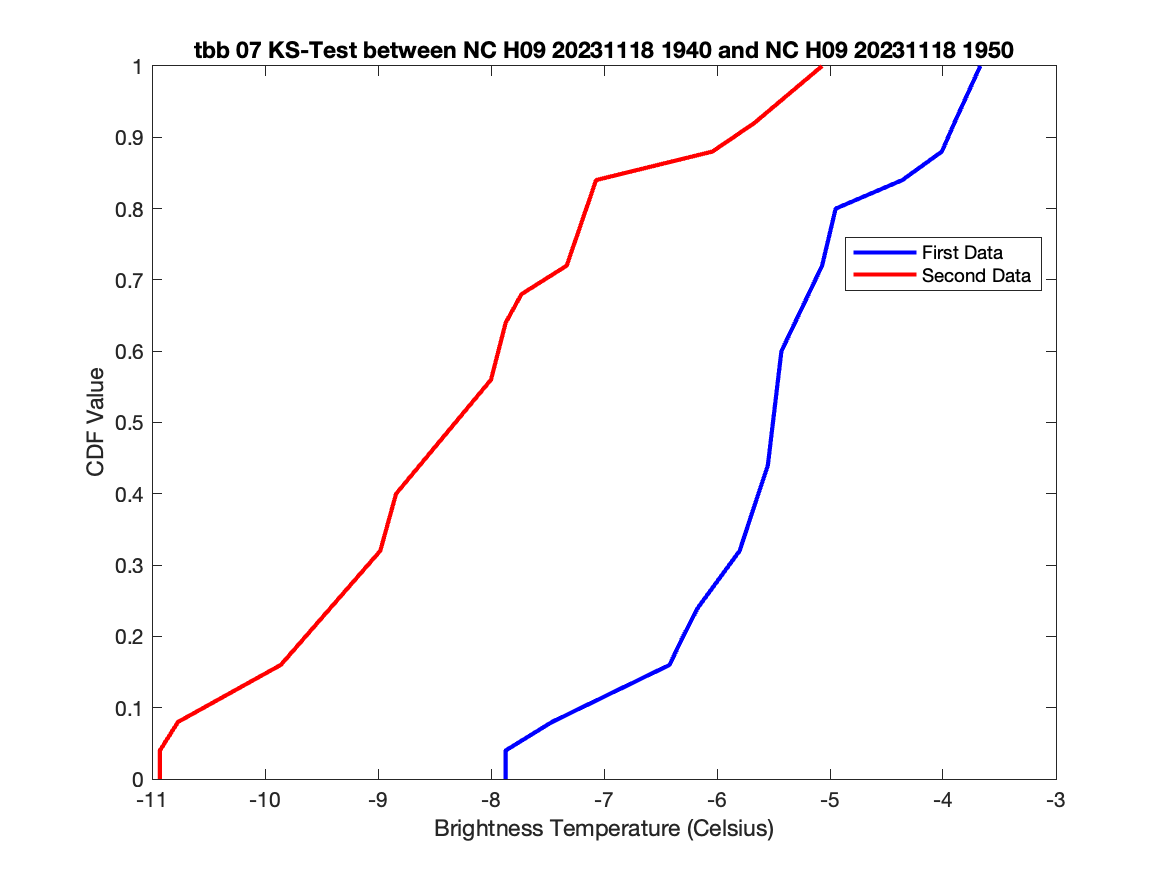 tbb 07 KS-Test between NC H09 20231118 1940 and NC H09 20231118 1950
1
0.9
0.8
0.7
0.6
0.5
0.4
0.3
0.2
0.1
0
CDF Value
First Data
Second Data
-11 -10 -9 -8 -7 -6 -5 -4 -3
Brightness Temperature (Celsius)